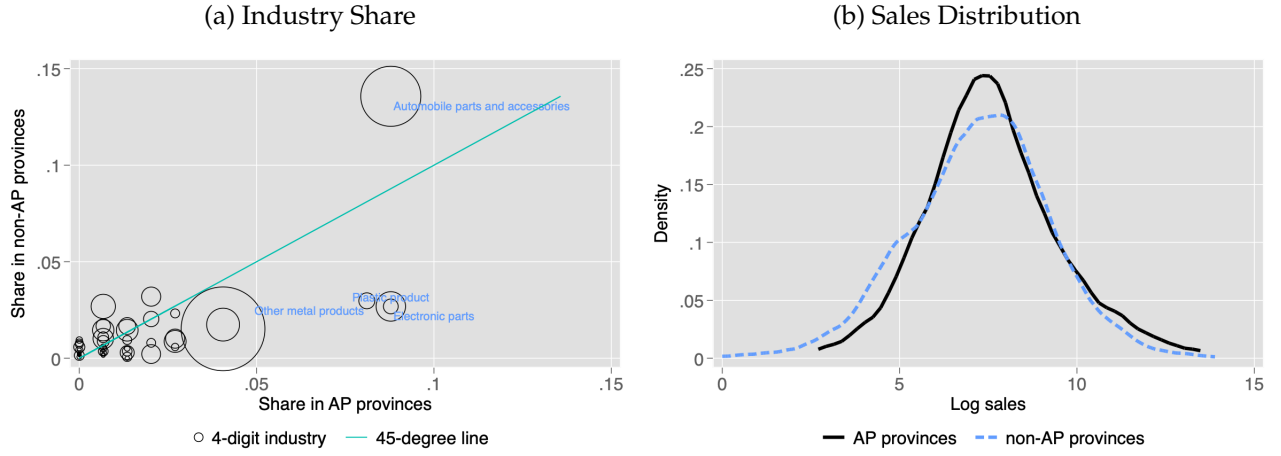 (a) Industry Share
.15
.1
.05
0
Share in non-AP provinces
Automobile parts and accessories
Plastic product
Other metal products
Electronic parts
0
.05
.1
.15
Share in AP provinces
4-digit industry
45-degree line
(b) Sales Distribution
.25
.2
.15
.1
.05
0
Density
0
5
10
15
Log sales
AP provinces
non-AP provinces